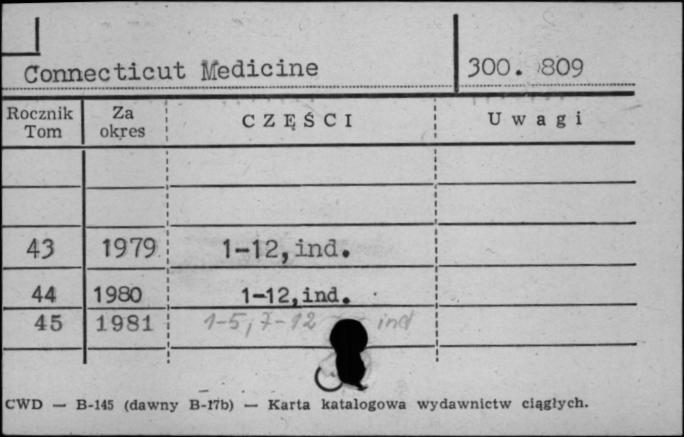 Connecticut Medicine 300. 809
Rocznik Tom Za okres CZĘŚCI Uwagi
43 1979 1-12, ind.
44 1980 1-12, ind.
45 1981 1-5, 7-12 ind
CWD — B-145 (dawny B-17b) — Karta katalogowa wydawnictw ciągłych.